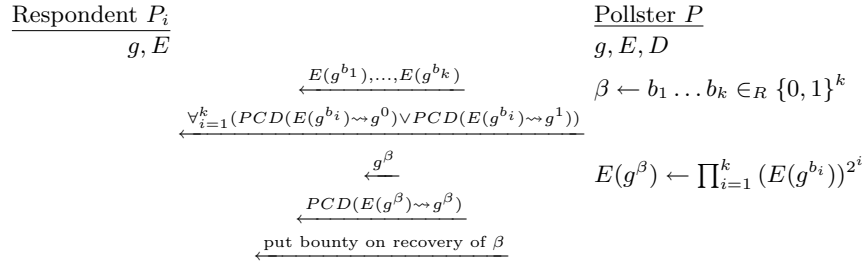 Respondent P_i Pollster P
g, E g, E, D
E(g^{b_1}),...,E(g^{b_k}) β ← b_1 . . . b_k ∈_R {0, 1}^k
∀_{i=1}^k(PCD(E(g^{b_i})⇝g^0)∨PCD(E(g^{b_i})⇝g^1))
g^β E(g^β) ← ∏_{i=1}^k (E(g^{b_i}))^{2^i}
PCD(E(g^β)⇝g^β)
put bounty on recovery of β